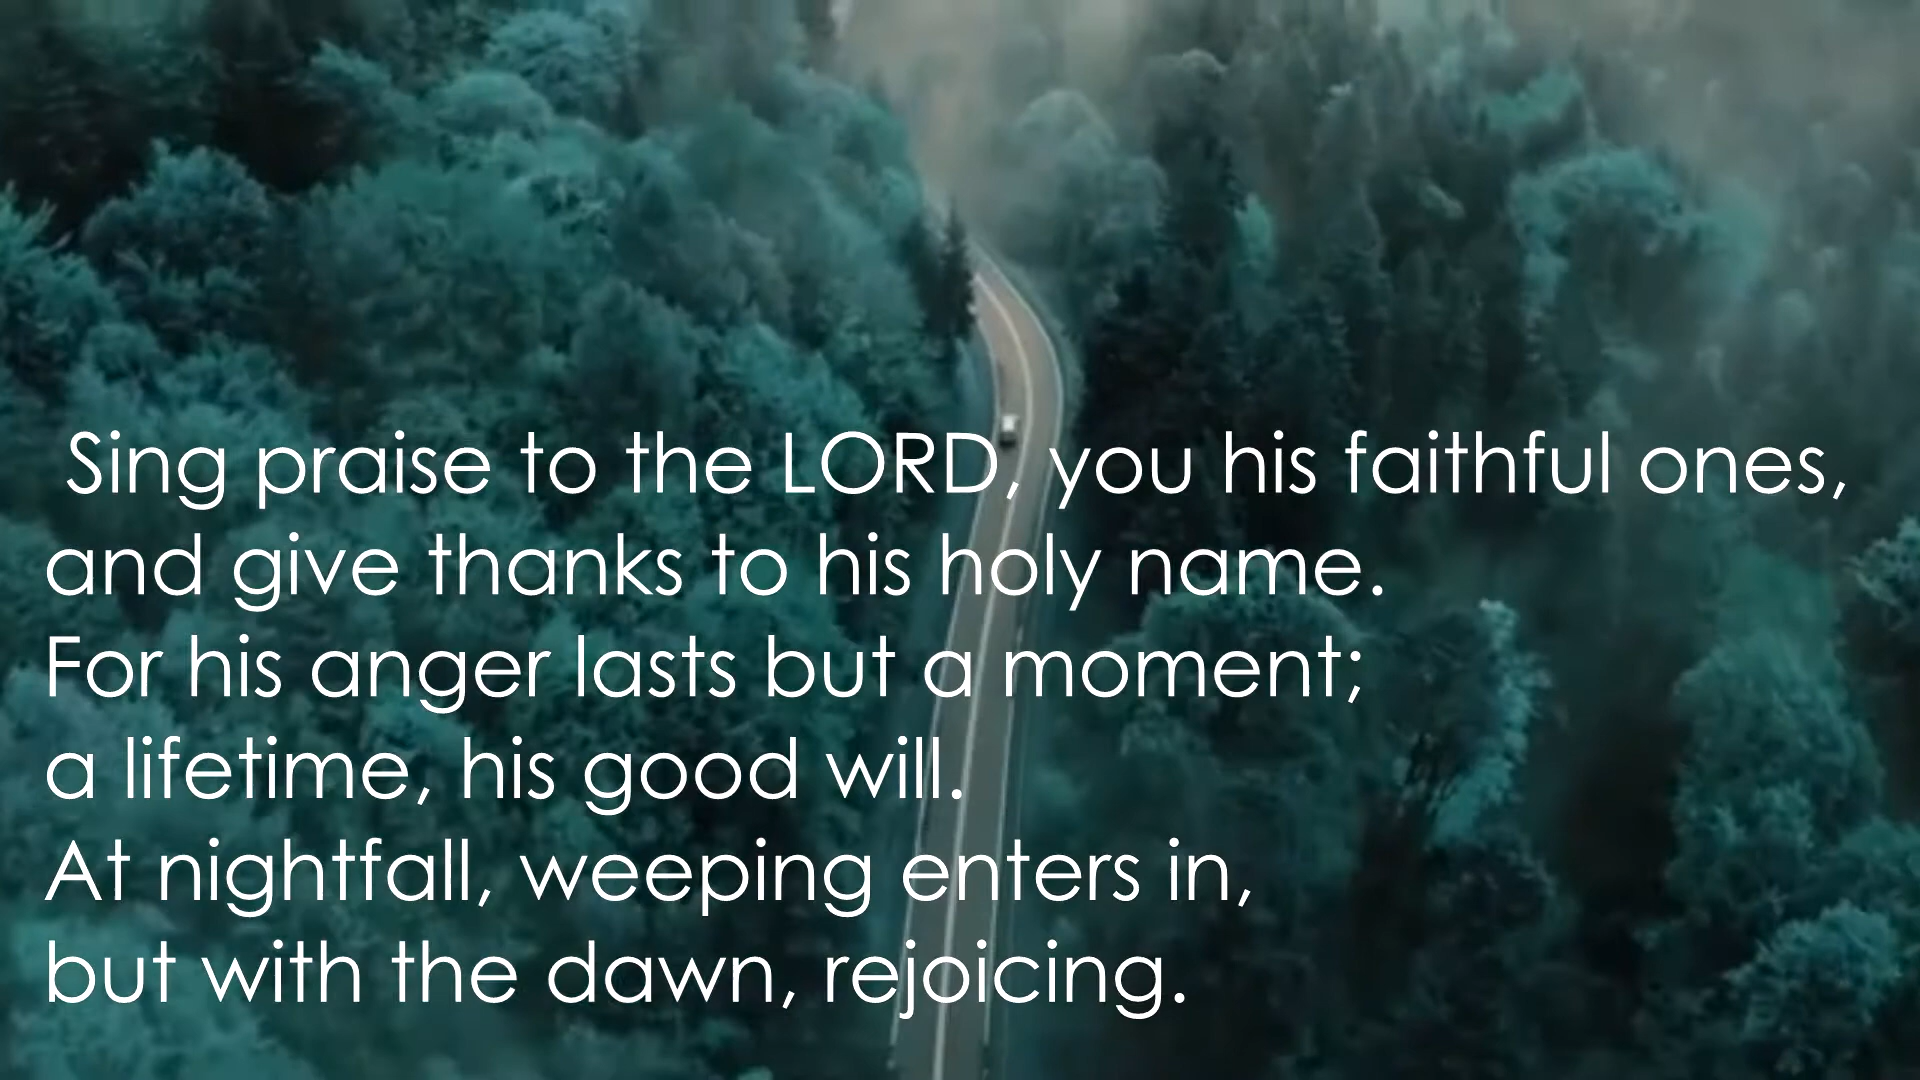 Sing praise to the LORD, you his faithful ones,
and give thanks to his holy name.
For his anger lasts but a moment;
a lifetime, his good will.
At nightfall, weeping enters in,
but with the dawn, rejoicing.